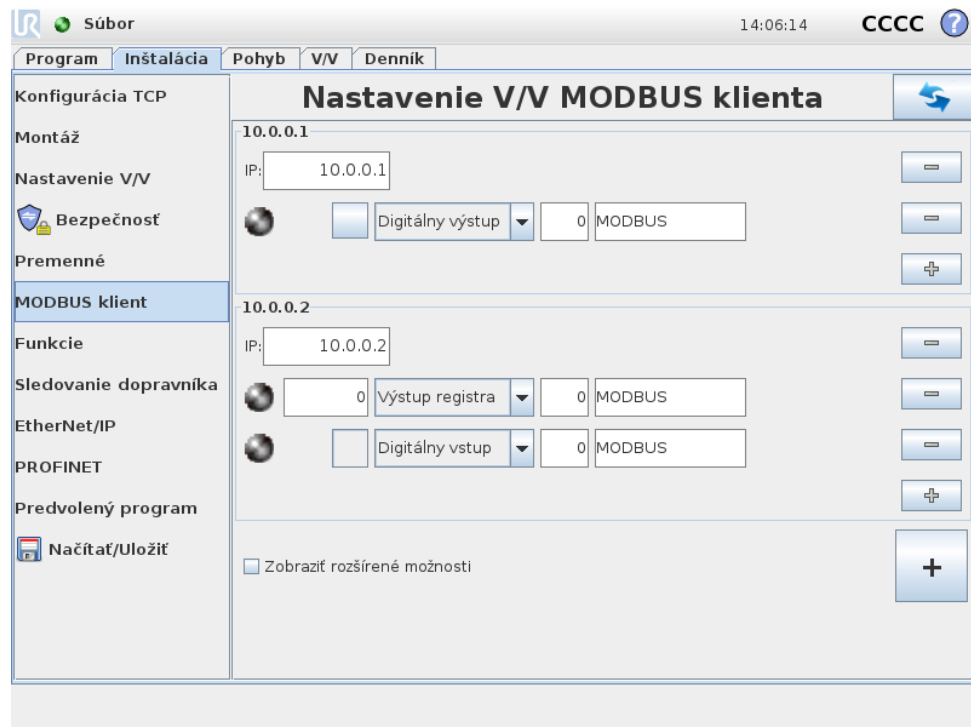 UR Súbor 14:06:14 CCCC ?
Program Inštalácia Pohyb V/V Denník
Konfigurácia TCP
Montáž
Nastavenie V/V
Bezpečnosť
Premenné
MODBUS klient
Funkcie
Sledovanie dopravníka
EtherNet/IP
PROFINET
Predvolený program
Načítať/Uložiť
Nastavenie V/V MODBUS klienta
10.0.0.1
IP: 10.0.0.1
Digitálny výstup 0 MODBUS
10.0.0.2
IP: 10.0.0.2
0 Výstup registra 0 MODBUS
Digitálny vstup 0 MODBUS
Zobraziť rozšírené možnosti